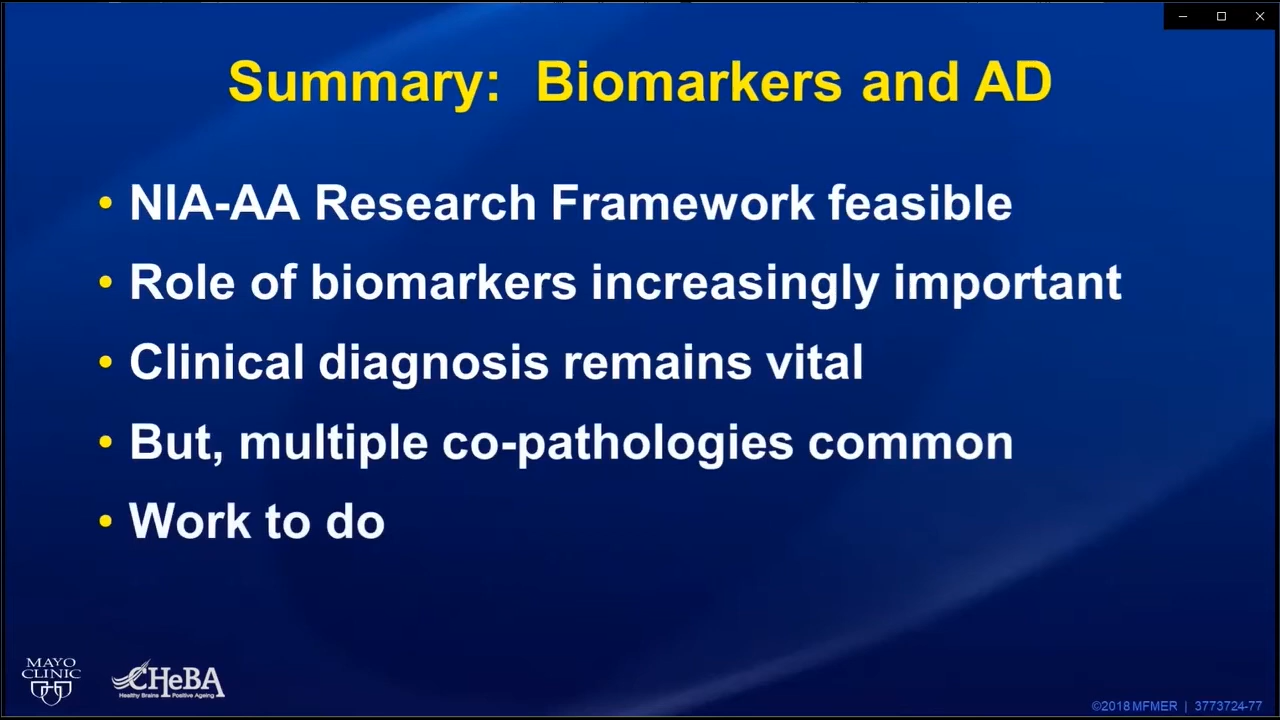 Summary: Biomarkers and AD
• NIA-AA Research Framework feasible
• Role of biomarkers increasingly important
• Clinical diagnosis remains vital
• But, multiple co-pathologies common
• Work to do
MAYO
CLINIC
CHeBA
Healthy Brains Positive Ageing
©2018 MFMER | 3773724-77